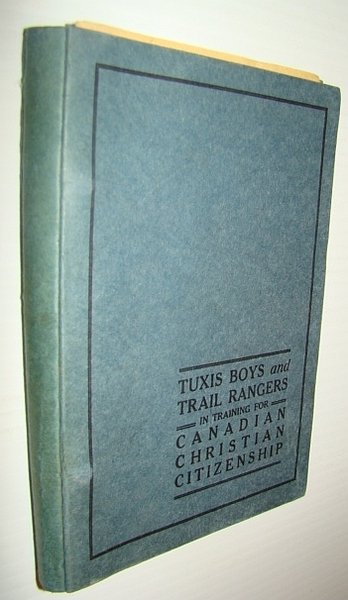 TUXIS BOYS and
TRAIL RANGERS
IN TRAINING FOR
CANADIAN
CHRISTIAN
CITIZENSHIP